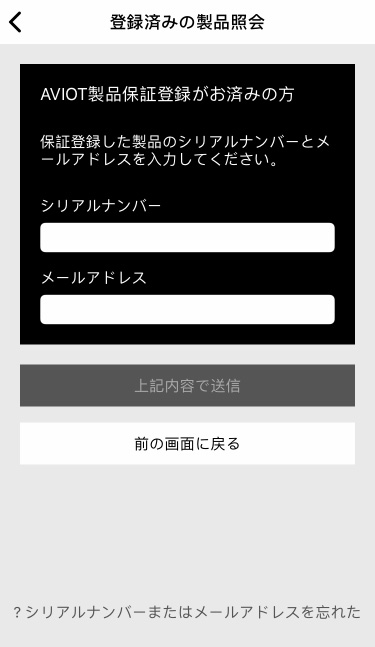 登録済みの製品照会
AVIOT製品保証登録がお済みの方
保証登録した製品のシリアルナンバーとメ
ールアドレスを入力してください。
シリアルナンバー
メールアドレス
上記内容で送信
前の画面に戻る
?シリアルナンバーまたはメールアドレスを忘れた